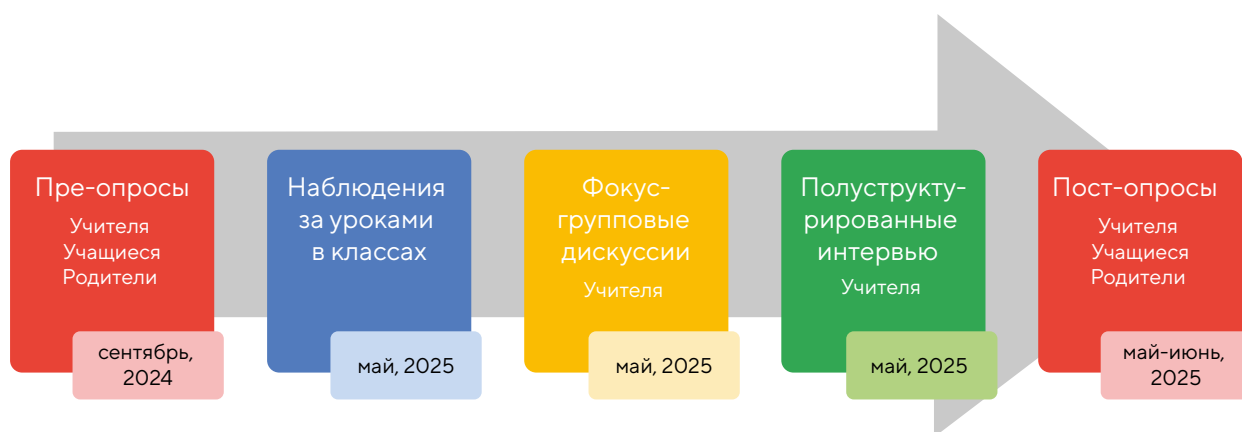 Пре-опросы
Учителя
Учащиеся
Родители
сентябрь,
2024
Наблюдения
за уроками
в классах
май, 2025
Фокус-
групповые
дискуссии
Учителя
май, 2025
Полуструкту-
рированные
интервью
Учителя
май, 2025
Пост-опросы
Учителя
Учащиеся
Родители
май-июнь,
2025